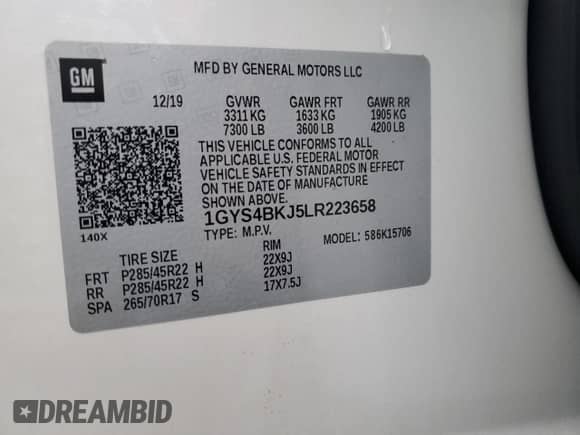 GM
MFD BY GENERAL MOTORS LLC
12/19 GVWR GAWR FRT GAWR RR
3311 KG 1633 KG 1905 KG
7300 LB 3600 LB 4200 LB
THIS VEHICLE CONFORMS TO ALL
APPLICABLE U.S. FEDERAL MOTOR
VEHICLE SAFETY STANDARDS IN EFFECT
ON THE DATE OF MANUFACTURE
SHOWN ABOVE.
140X
1GYS4BKJ5LR223658
TYPE: M.P.V. MODEL: 586K15706
TIRE SIZE RIM
FRT P285/45R22 H 22X9J
RR P285/45R22 H 22X9J
SPA 265/70R17 S 17X7.5J
DREAMBID